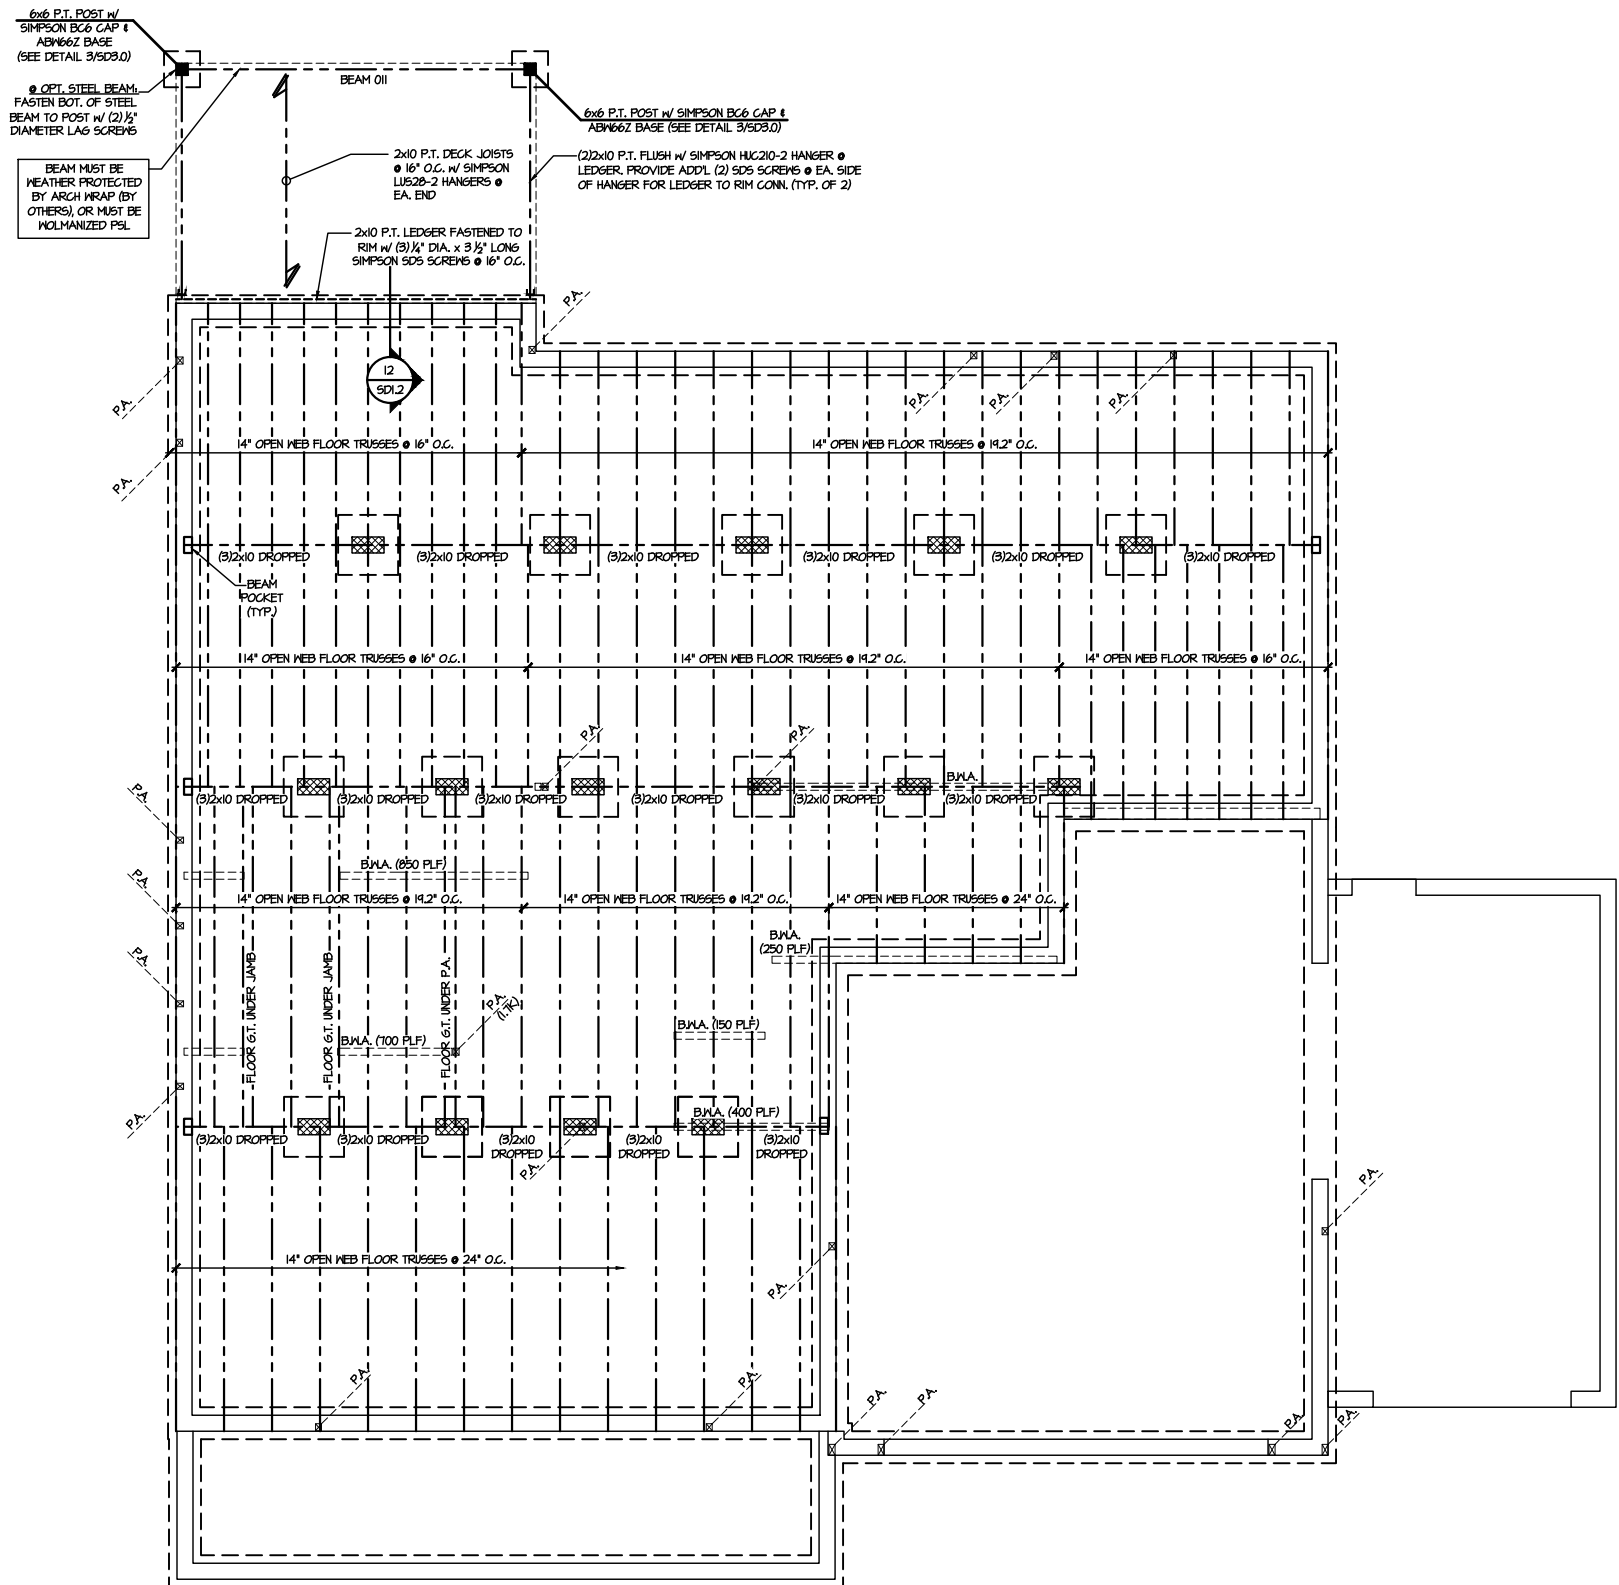 6x6 P.T. POST W/
SIMPSON BC6 CAP &
ABW66Z BASE
(SEE DETAIL 3/SD3.0)
@ OPT. STEEL BEAM:
FASTEN BOT. OF STEEL
BEAM TO POST W/ (2) ½"
DIAMETER LAG SCREWS
BEAM MUST BE
WEATHER PROTECTED
BY ARCH WRAP (BY
OTHERS), OR MUST BE
WOLMANIZED PSL
BEAM 011
6x6 P.T. POST W/ SIMPSON BC6 CAP &
ABW66Z BASE (SEE DETAIL 3/SD3.0)
2x10 P.T. DECK JOISTS
@ 16" O.C. W/ SIMPSON
LUS28-2 HANGERS @
EA. END
(2)2x10 P.T. FLUSH W/ SIMPSON HUC210-2 HANGER @
LEDGER. PROVIDE ADD'L (2) SDS SCREWS @ EA. SIDE
OF HANGER FOR LEDGER TO RIM CONN. (TYP. OF 2)
2x10 P.T. LEDGER FASTENED TO
RIM W/ (3) ¼" DIA. x 3 ½" LONG
SIMPSON SDS SCREWS @ 16" O.C.
P.A.
12
SD1.2
P.A.
P.A.
P.A.
P.A.
14" OPEN WEB FLOOR TRUSSES @ 16" O.C.
14" OPEN WEB FLOOR TRUSSES @ 19.2" O.C.
P.A.
(3)2x10 DROPPED
(3)2x10 DROPPED
(3)2x10 DROPPED
(3)2x10 DROPPED
(3)2x10 DROPPED
(3)2x10 DROPPED
BEAM
POCKET
(TYP.)
14" OPEN WEB FLOOR TRUSSES @ 16" O.C.
14" OPEN WEB FLOOR TRUSSES @ 19.2" O.C.
14" OPEN WEB FLOOR TRUSSES @ 16" O.C.
P.A.
P.A.
B.W.A.
P.A.
(3)2x10 DROPPED
(3)2x10 DROPPED
(3)2x10 DROPPED
(3)2x10 DROPPED
(3)2x10 DROPPED
(3)2x10 DROPPED
B.W.A. (850 PLF)
P.A.
14" OPEN WEB FLOOR TRUSSES @ 19.2" O.C.
14" OPEN WEB FLOOR TRUSSES @ 19.2" O.C.
14" OPEN WEB FLOOR TRUSSES @ 24" O.C.
B.W.A.
(250 PLF)
P.A.
FLOOR G.T. UNDER JAMB
FLOOR G.T. UNDER JAMB
FLOOR G.T. UNDER P.A.
P.A.
(1.7K)
B.W.A. (700 PLF)
B.W.A. (150 PLF)
B.W.A. (400 PLF)
P.A.
(3)2x10 DROPPED
(3)2x10 DROPPED
(3)2x10
DROPPED
(3)2x10
DROPPED
(3)2x10
DROPPED
P.A.
P.A.
14" OPEN WEB FLOOR TRUSSES @ 24" O.C.
P.A.
P.A.
P.A.
P.A.
P.A.
P.A.
P.A.